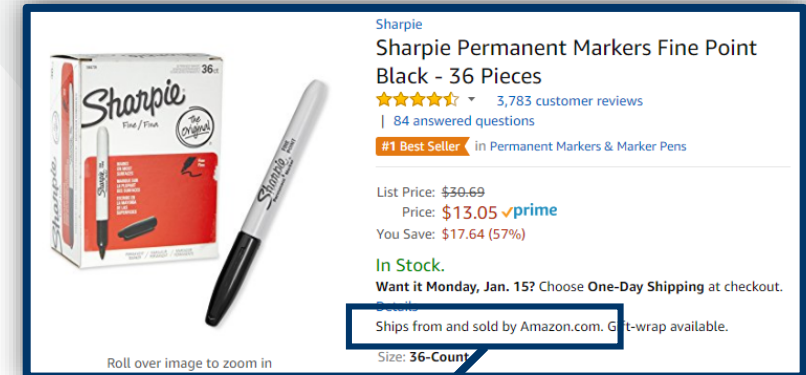 36ct
Sharpie
Fine / Fin
The
Original
Sharpie
Sharpie
Sharpie Permanent Markers Fine Point
Black - 36 Pieces
3,783 customer reviews
| 84 answered questions
#1 Best Seller in Permanent Markers & Marker Pens
List Price: $30.69
Price: $13.05 prime
You Save: $17.64 (57%)
In Stock.
Want it Monday, Jan. 15? Choose One-Day Shipping at checkout.
Details
Ships from and sold by Amazon.com. Gift-wrap available.
Size: 36-Count
Roll over image to zoom in